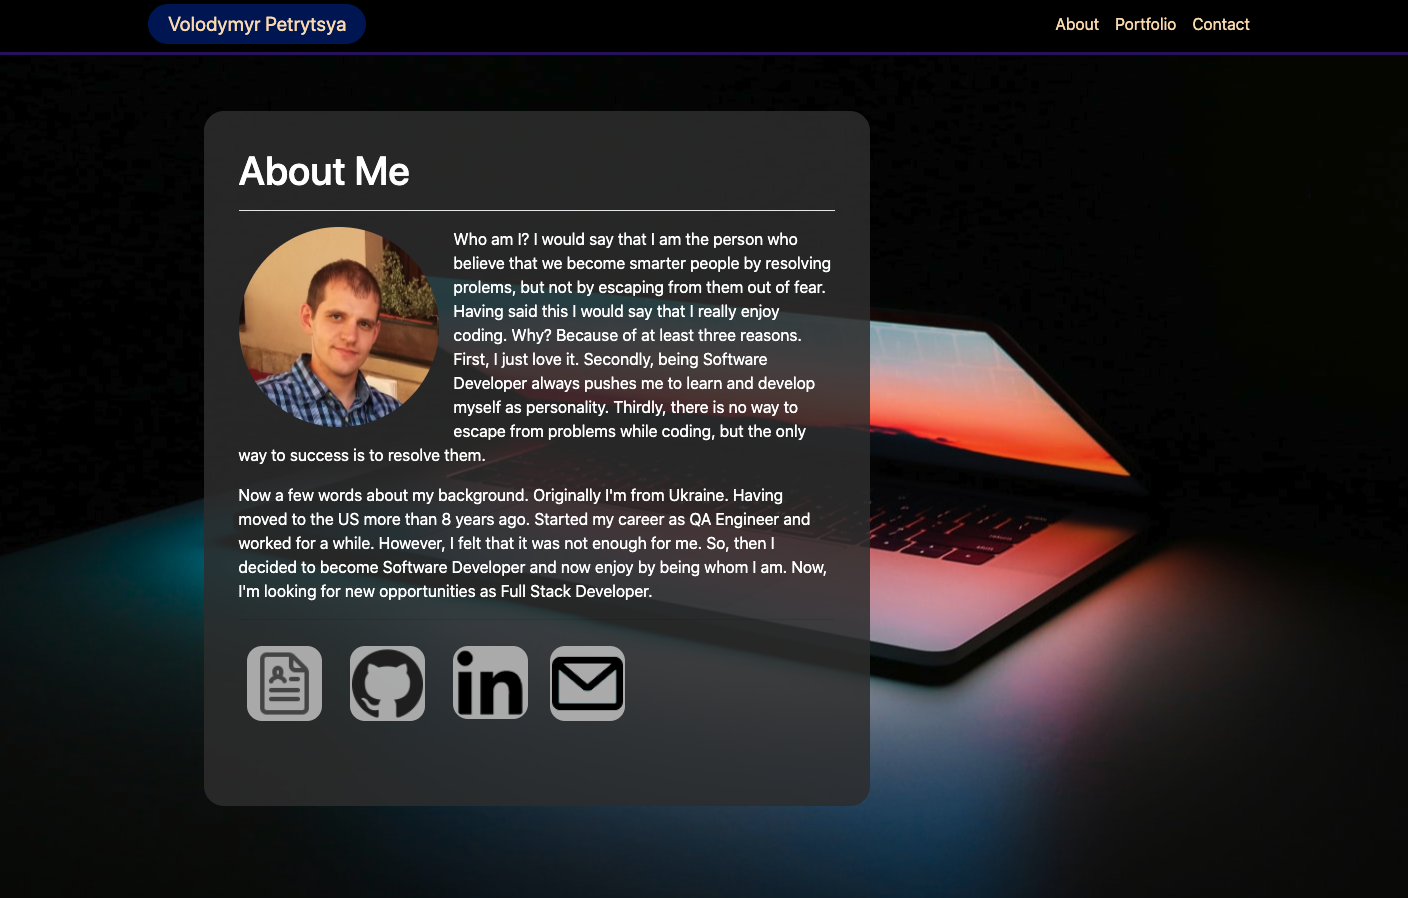 Volodymyr Petrytsya
About Portfolio Contact
About Me
Who am I? I would say that I am the person who
believe that we become smarter people by resolving
prolems, but not by escaping from them out of fear.
Having said this I would say that I really enjoy
coding. Why? Because of at least three reasons.
First, I just love it. Secondly, being Software
Developer always pushes me to learn and develop
myself as personality. Thirdly, there is no way to
escape from problems while coding, but the only
way to success is to resolve them.
Now a few words about my background. Originally I'm from Ukraine. Having
moved to the US more than 8 years ago. Started my career as QA Engineer and
worked for a while. However, I felt that it was not enough for me. So, then I
decided to become Software Developer and now enjoy by being whom I am. Now,
I'm looking for new opportunities as Full Stack Developer.
in